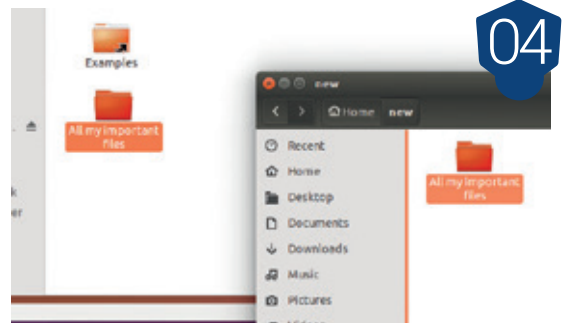 04
Examples
All my important
files
new
Home new
Recent
Home
Desktop
Documents
Downloads
Music
Pictures
All my important
files